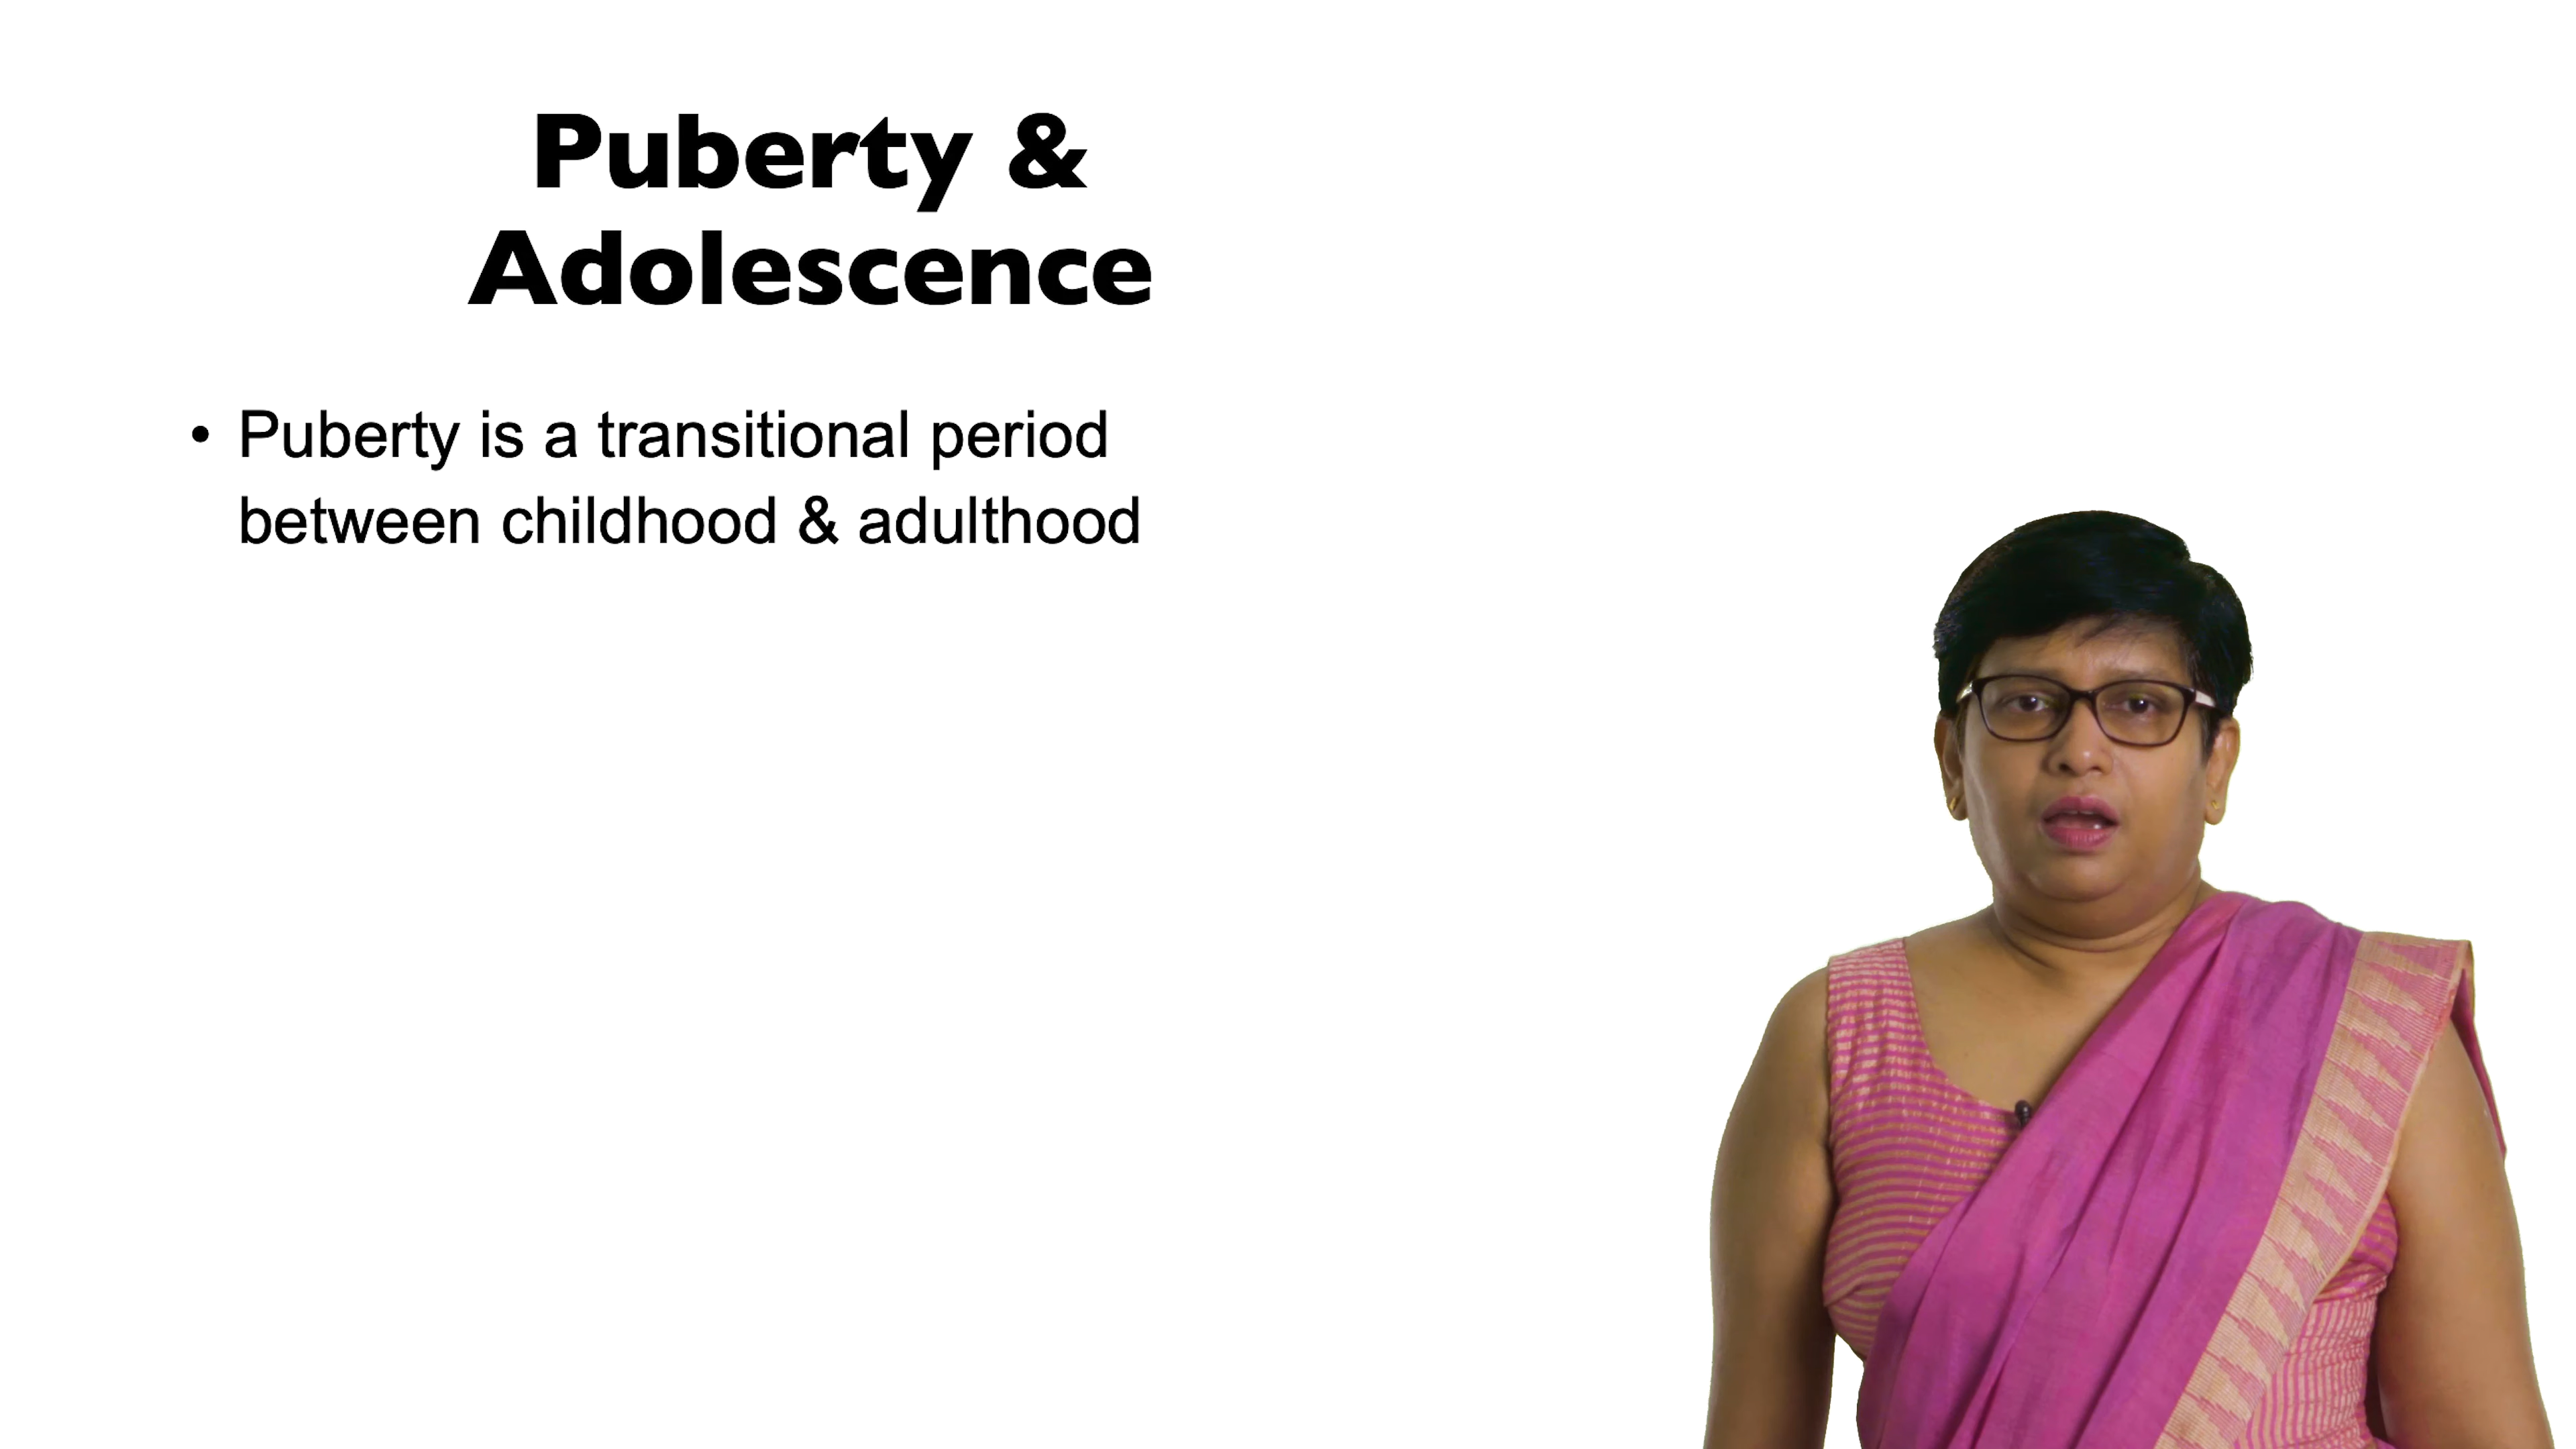 Puberty &
Adolescence
• Puberty is a transitional period
between childhood & adulthood